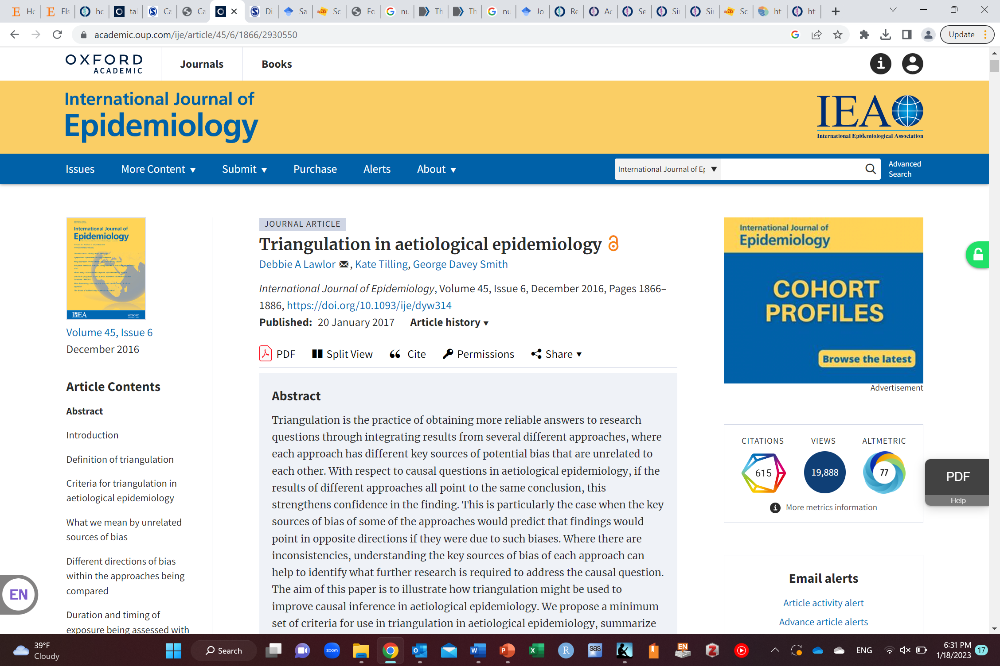 Hc
Els
hc
tal
Ca
Ca
Di
Sa
Sc
Fo
nu
Th
Th
nu
Jo
Re
Ac
Se
Sii
Sii
Sc
ht
ht
academic.oup.com/ije/article/45/6/1866/2930550
Update
OXFORD
ACADEMIC
Journals
Books
International Journal of
Epidemiology
IEA
International Epidemiological Association
Issues
More Content
Submit
Purchase
Alerts
About
International Journal of Ep
Advanced
Search
International Journal of
Epidemiology
IEA
OXFORD
Volume 45, Issue 6
December 2016
Article Contents
Abstract
Introduction
Definition of triangulation
Criteria for triangulation in
aetiological epidemiology
What we mean by unrelated
sources of bias
Different directions of bias
within the approaches being
compared
Duration and timing of
exposure being assessed with
JOURNAL ARTICLE
Triangulation in aetiological epidemiology
Debbie A Lawlor, Kate Tilling, George Davey Smith
International Journal of Epidemiology, Volume 45, Issue 6, December 2016, Pages 1866–
1886, https://doi.org/10.1093/ije/dyw314
Published: 20 January 2017 Article history
PDF Split View Cite Permissions Share
Abstract
Triangulation is the practice of obtaining more reliable answers to research
questions through integrating results from several different approaches, where
each approach has different key sources of potential bias that are unrelated to
each other. With respect to causal questions in aetiological epidemiology, if the
results of different approaches all point to the same conclusion, this
strengthens confidence in the finding. This is particularly the case when the key
sources of bias of some of the approaches would predict that findings would
point in opposite directions if they were due to such biases. Where there are
inconsistencies, understanding the key sources of bias of each approach can
help to identify what further research is required to address the causal question.
The aim of this paper is to illustrate how triangulation might be used to
improve causal inference in aetiological epidemiology. We propose a minimum
set of criteria for use in triangulation in aetiological epidemiology, summarize
International Journal of
Epidemiology
COHORT
PROFILES
Browse the latest
Advertisement
CITATIONS VIEWS ALTMETRIC
615 19,888 77
More metrics information
PDF
Help
Email alerts
Article activity alert
Advance article alerts
EN
39°F
Cloudy
Search
zoom
sas
EN
ENG
6:31 PM
1/18/2023
17